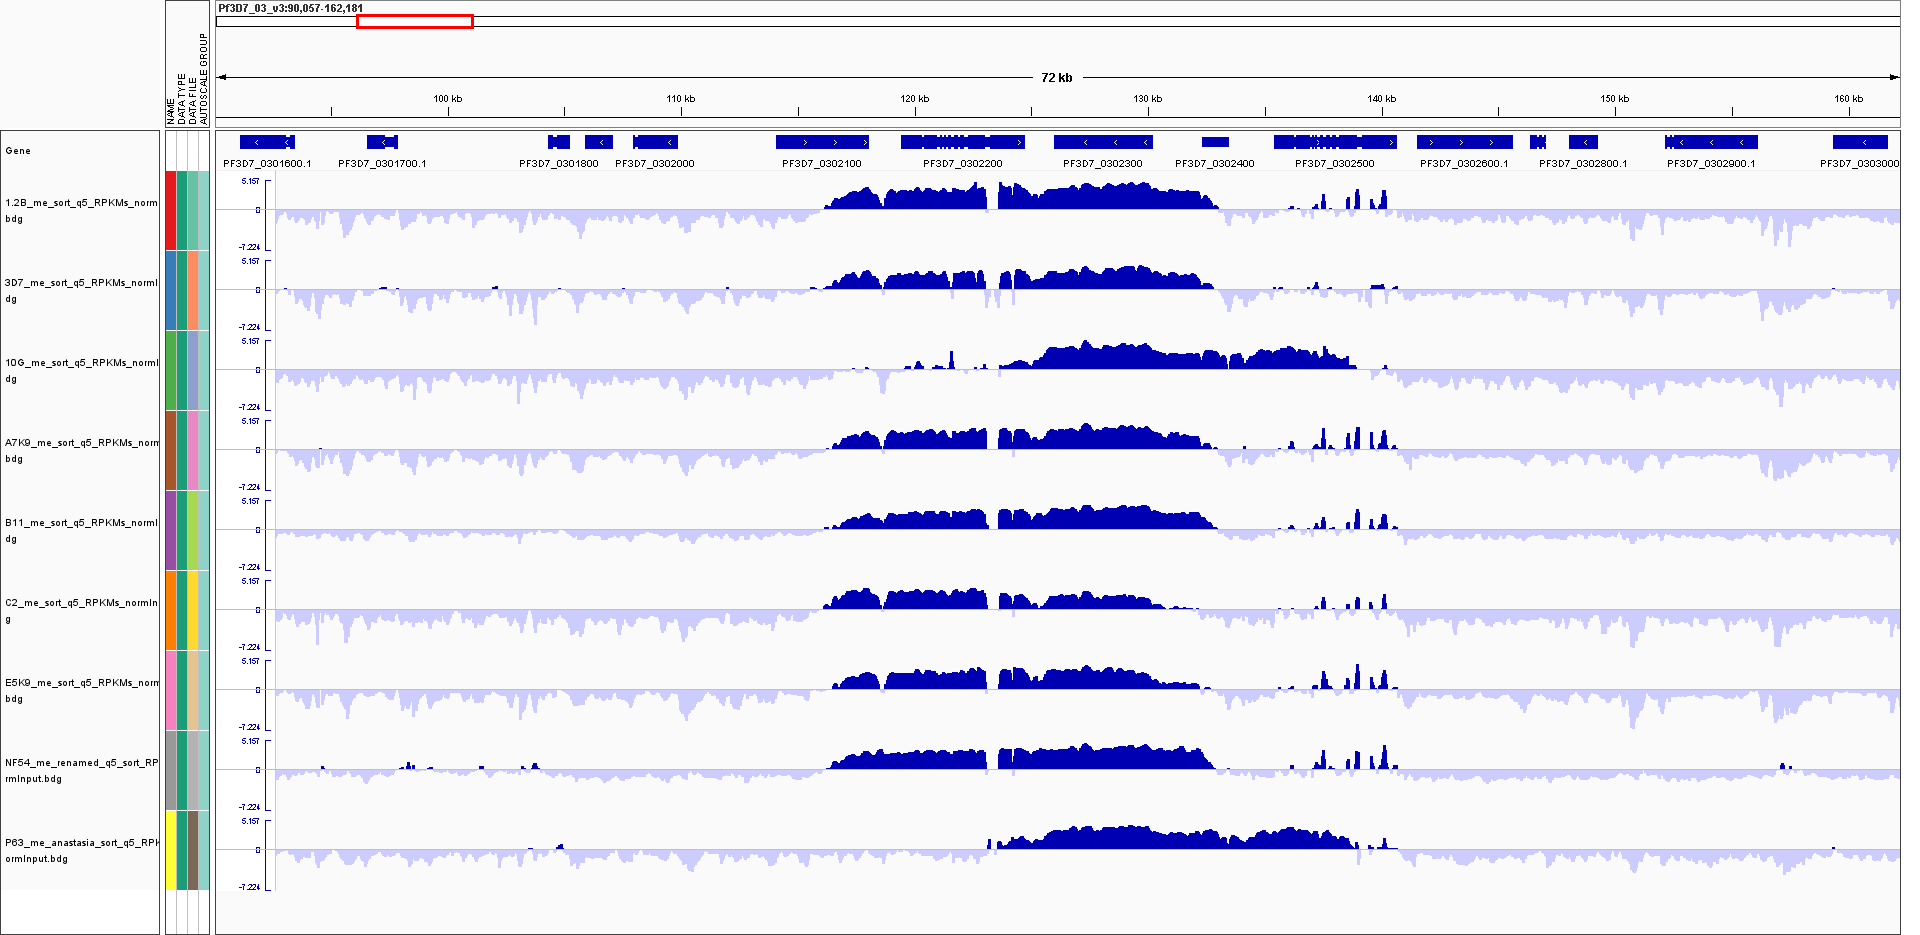 Pf3D7_03_v3:90,057-162,181
NAME
DATA TYPE
DATA FILE
AUTOSCALE GROUP
72 kb
100 kb 110 kb 120 kb 130 kb 140 kb 150 kb 160 kb
Gene
PF3D7_0301600.1 PF3D7_0301700.1 PF3D7_0301800 PF3D7_0302000 PF3D7_0302100 PF3D7_0302200 PF3D7_0302300 PF3D7_0302400 PF3D7_0302500 PF3D7_0302600.1 PF3D7_0302800.1 PF3D7_0302900.1 PF3D7_0303000
5.157
1.2B_me_sort_q5_RPKMs_norm
0
bdg
-7.224
5.157
3D7_me_sort_q5_RPKMs_normI
0
dg
-7.224
5.157
10G_me_sort_q5_RPKMs_normI
0
dg
-7.224
5.157
A7K9_me_sort_q5_RPKMs_norm
0
bdg
-7.224
5.157
B11_me_sort_q5_RPKMs_normI
0
dg
-7.224
5.157
C2_me_sort_q5_RPKMs_normIn
0
g
-7.224
5.157
E5K9_me_sort_q5_RPKMs_norm
0
bdg
-7.224
5.157
NF54_me_renamed_q5_sort_RP
0
rmInput.bdg
-7.224
5.157
P63_me_anastasia_sort_q5_RPK
0
ormInput.bdg
-7.224